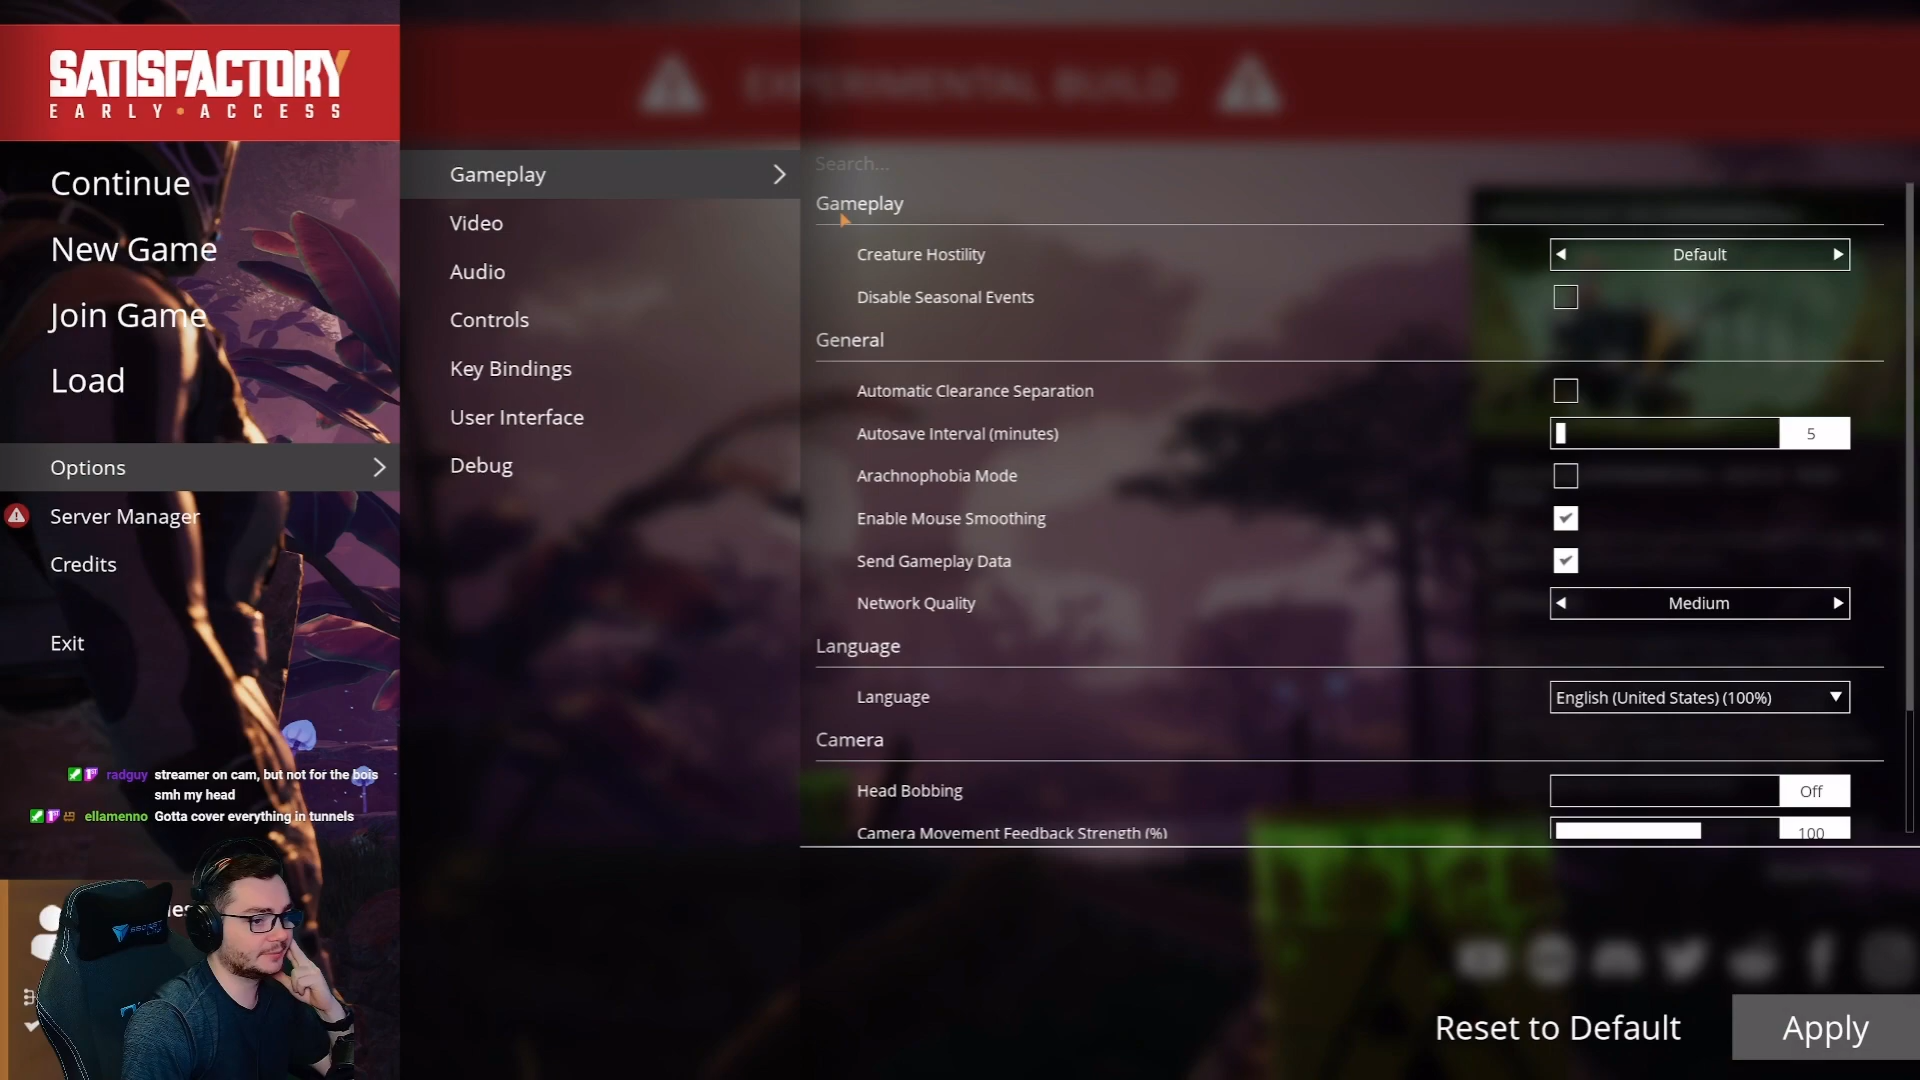 SATISFACTORY
EARLY • ACCESS
EXPERIMENTAL BUILD
Continue
New Game
Join Game
Load
Options
Server Manager
Credits
Exit
Gameplay
Video
Audio
Controls
Key Bindings
User Interface
Debug
Search...
Gameplay
Creature Hostility
Default
Disable Seasonal Events
General
Automatic Clearance Separation
Autosave Interval (minutes)
5
Arachnophobia Mode
Enable Mouse Smoothing
Send Gameplay Data
Network Quality
Medium
Language
Language
English (United States) (100%)
Camera
Head Bobbing
Off
Camera Movement Feedback Strength (%)
100
radguy streamer on cam, but not for the bois
smh my head
ellamenno Gotta cover everything in tunnels
Reset to Default
Apply